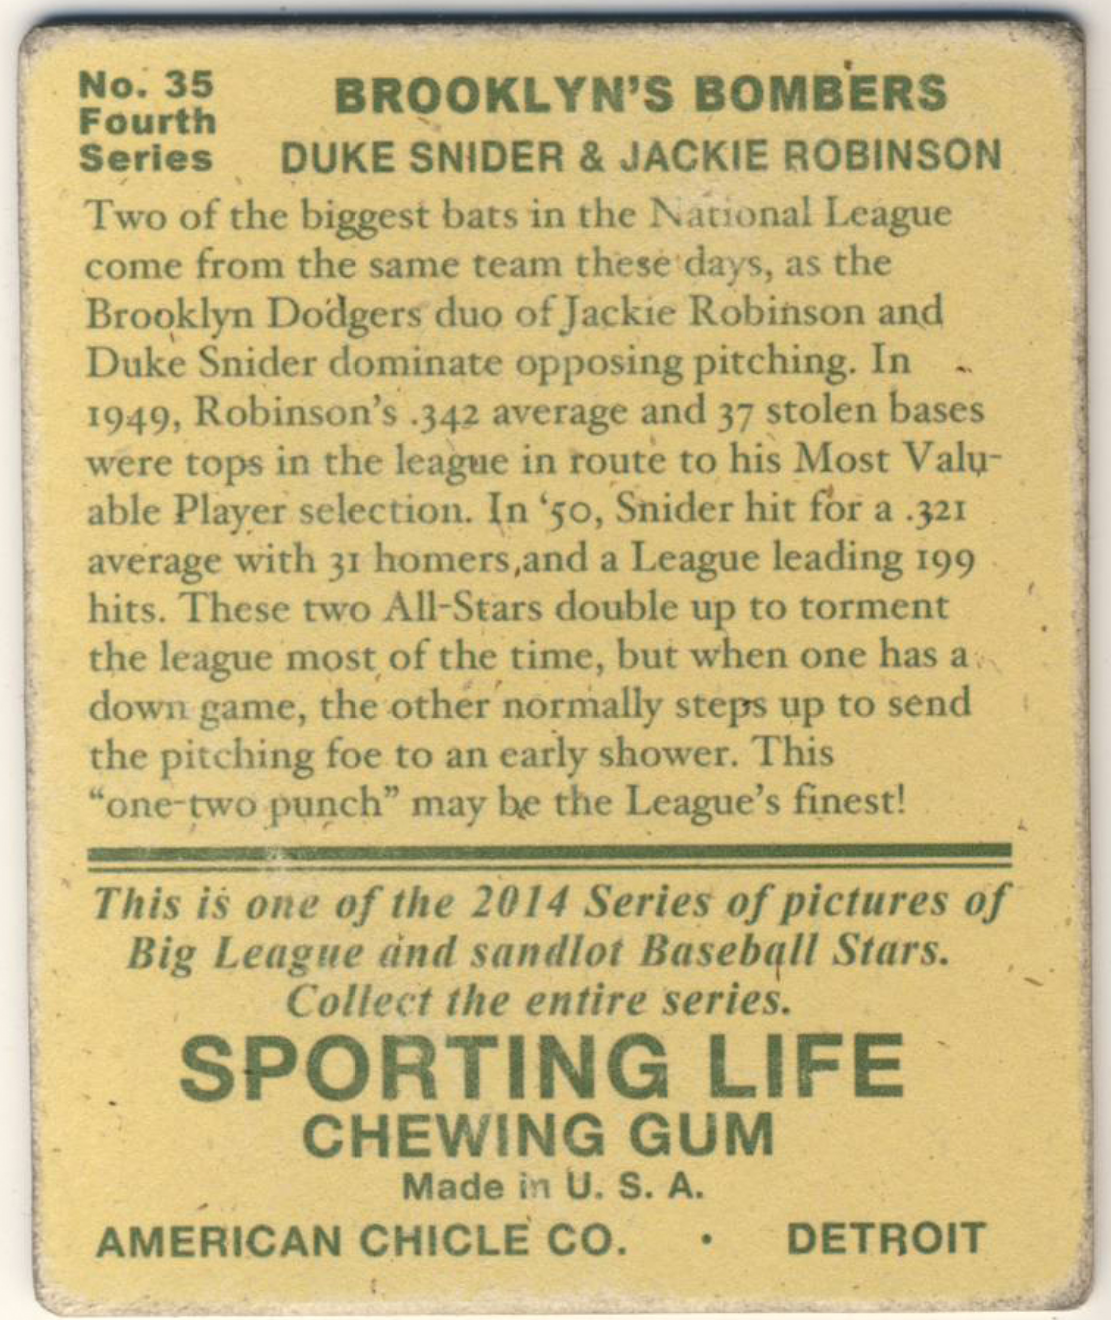 No. 35
Fourth
Series
BROOKLYN'S BOMBERS
DUKE SNIDER & JACKIE ROBINSON
Two of the biggest bats in the National League
come from the same team these days, as the
Brooklyn Dodgers duo of Jackie Robinson and
Duke Snider dominate opposing pitching. In
1949, Robinson's .342 average and 37 stolen bases
were tops in the league in route to his Most Valu-
able Player selection. In ‘50, Snider hit for a .321
average with 31 homers,and a League leading 199
hits. These two All-Stars double up to torment
the league most of the time, but when one has a
down game, the other normally steps up to send
the pitching foe to an early shower. This
“one-two punch” may be the League's finest!
This is one of the 2014 Series of pictures of
Big League and sandlot Baseball Stars.
Collect the entire series.
SPORTING LIFE
CHEWING GUM
Made in U. S. A.
AMERICAN CHICLE CO. • DETROIT